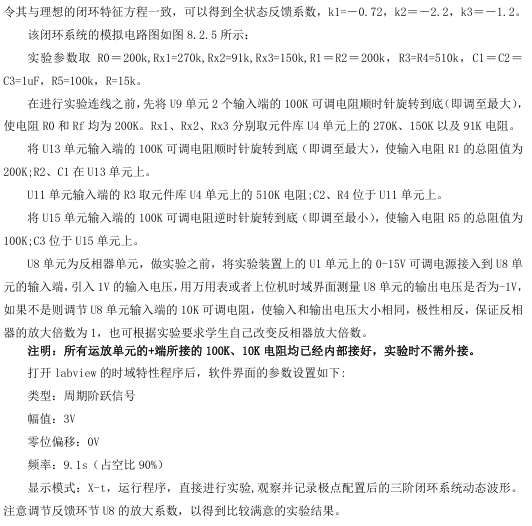 令其与理想的闭环特征方程一致，可以得到全状态反馈系数，k1=－0.72，k2＝－2.2，k3＝－1.2。
该闭环系统的模拟电路图如图 8.2.5 所示：
实验参数取 R0＝200k,Rx1=270k,Rx2=91k,Rx3=150k,R1＝R2＝200k，R3=R4=510k，C1＝C2＝
C3=1uF，R5=100k，R=15k。
在进行实验连线之前,先将 U9 单元 2 个输入端的 100K 可调电阻顺时针旋转到底(即调至最大)，
使电阻 R0 和 Rf 均为 200K。Rx1、Rx2、Rx3 分别取元件库 U4 单元上的 270K、150K 以及 91K 电阻。
将 U13 单元输入端的 100K 可调电阻顺时针旋转到底（即调至最大），使输入电阻 R1 的总阻值为
200K;R2、C1 在 U13 单元上。
U11 单元输入端的 R3 取元件库 U4 单元上的 510K 电阻;C2、R4 位于 U11 单元上。
将 U15 单元输入端的 100K 可调电阻逆时针旋转到底（即调至最小），使输入电阻 R5 的总阻值为
100K;C3 位于 U15 单元上。
U8 单元为反相器单元，做实验之前，将实验装置上的 U1 单元上的 0-15V 可调电源接入到 U8 单
元的输入端,引入 1V 的输入电压,用万用表或者上位机时域界面测量 U8 单元的输出电压是否为-1V,
如果不是则调节 U8 单元输入端的 10K 可调电阻，使输入和输出电压大小相同，极性相反，保证反相
器的放大倍数为 1，也可根据实验要求学生自己改变反相器放大倍数。
注明：所有运放单元的+端所接的 100K、10K 电阻均已经内部接好，实验时不需外接。
打开 labview 的时域特性程序后，软件界面的参数设置如下:
类型：周期阶跃信号
幅值：3V
零位偏移：0V
频率：9.1s（占空比 90%）
显示模式：X-t，运行程序，直接进行实验,观察并记录极点配置后的三阶闭环系统动态波形。
注意调节反馈环节 U8 的放大系数，以得到比较满意的实验结果。